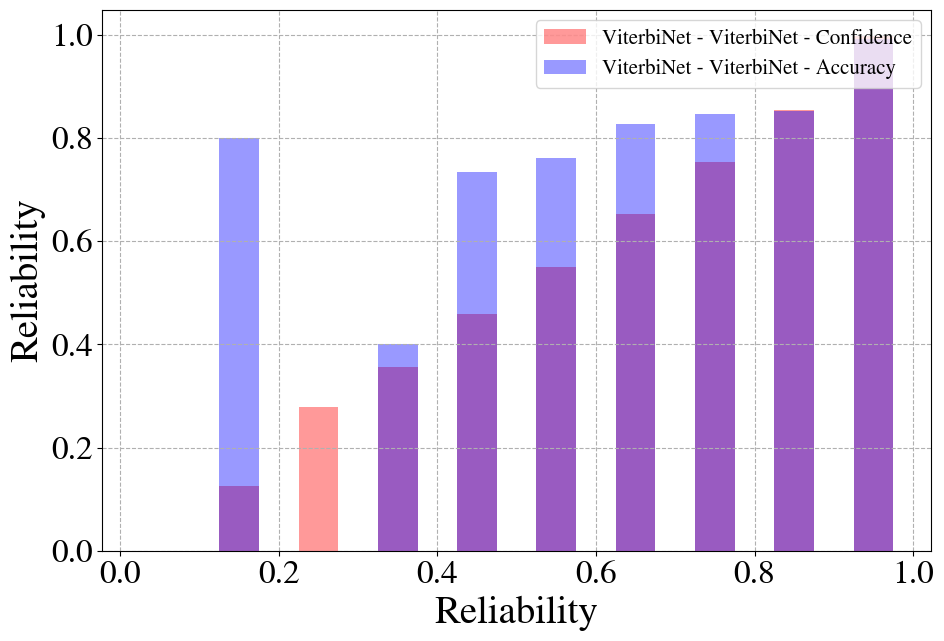 ViterbiNet - ViterbiNet - Confidence
ViterbiNet - ViterbiNet - Accuracy
1.0
0.8
0.6
0.4
0.2
0.0
Reliability
0.0 0.2 0.4 0.6 0.8 1.0
Reliability